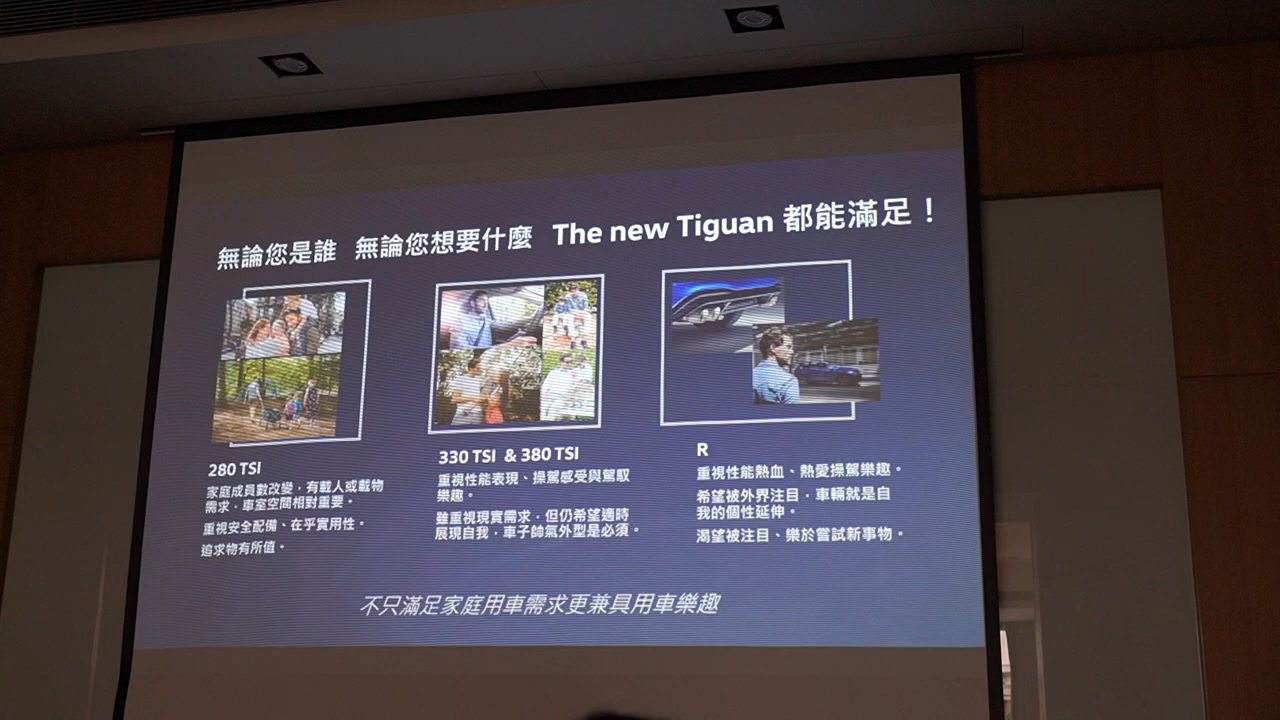 無論您是誰 無論您想要什麼 The new Tiguan 都能滿足！
280 TSI
家庭成員數改變，有載人或載物
需求，車室空間相對重要。
重視安全配備、在乎實用性。
追求物有所值。
330 TSI & 380 TSI
重視性能表現、操駕感受與駕馭
樂趣。
雖重視現實需求，但仍希望適時
展現自我，車子帥氣外型是必須。
R
重視性能熱血、熱愛操駕樂趣。
希望被外界注目，車輛就是自
我的個性延伸。
渴望被注目、樂於嘗試新事物。
不只滿足家庭用車需求更兼具用車樂趣